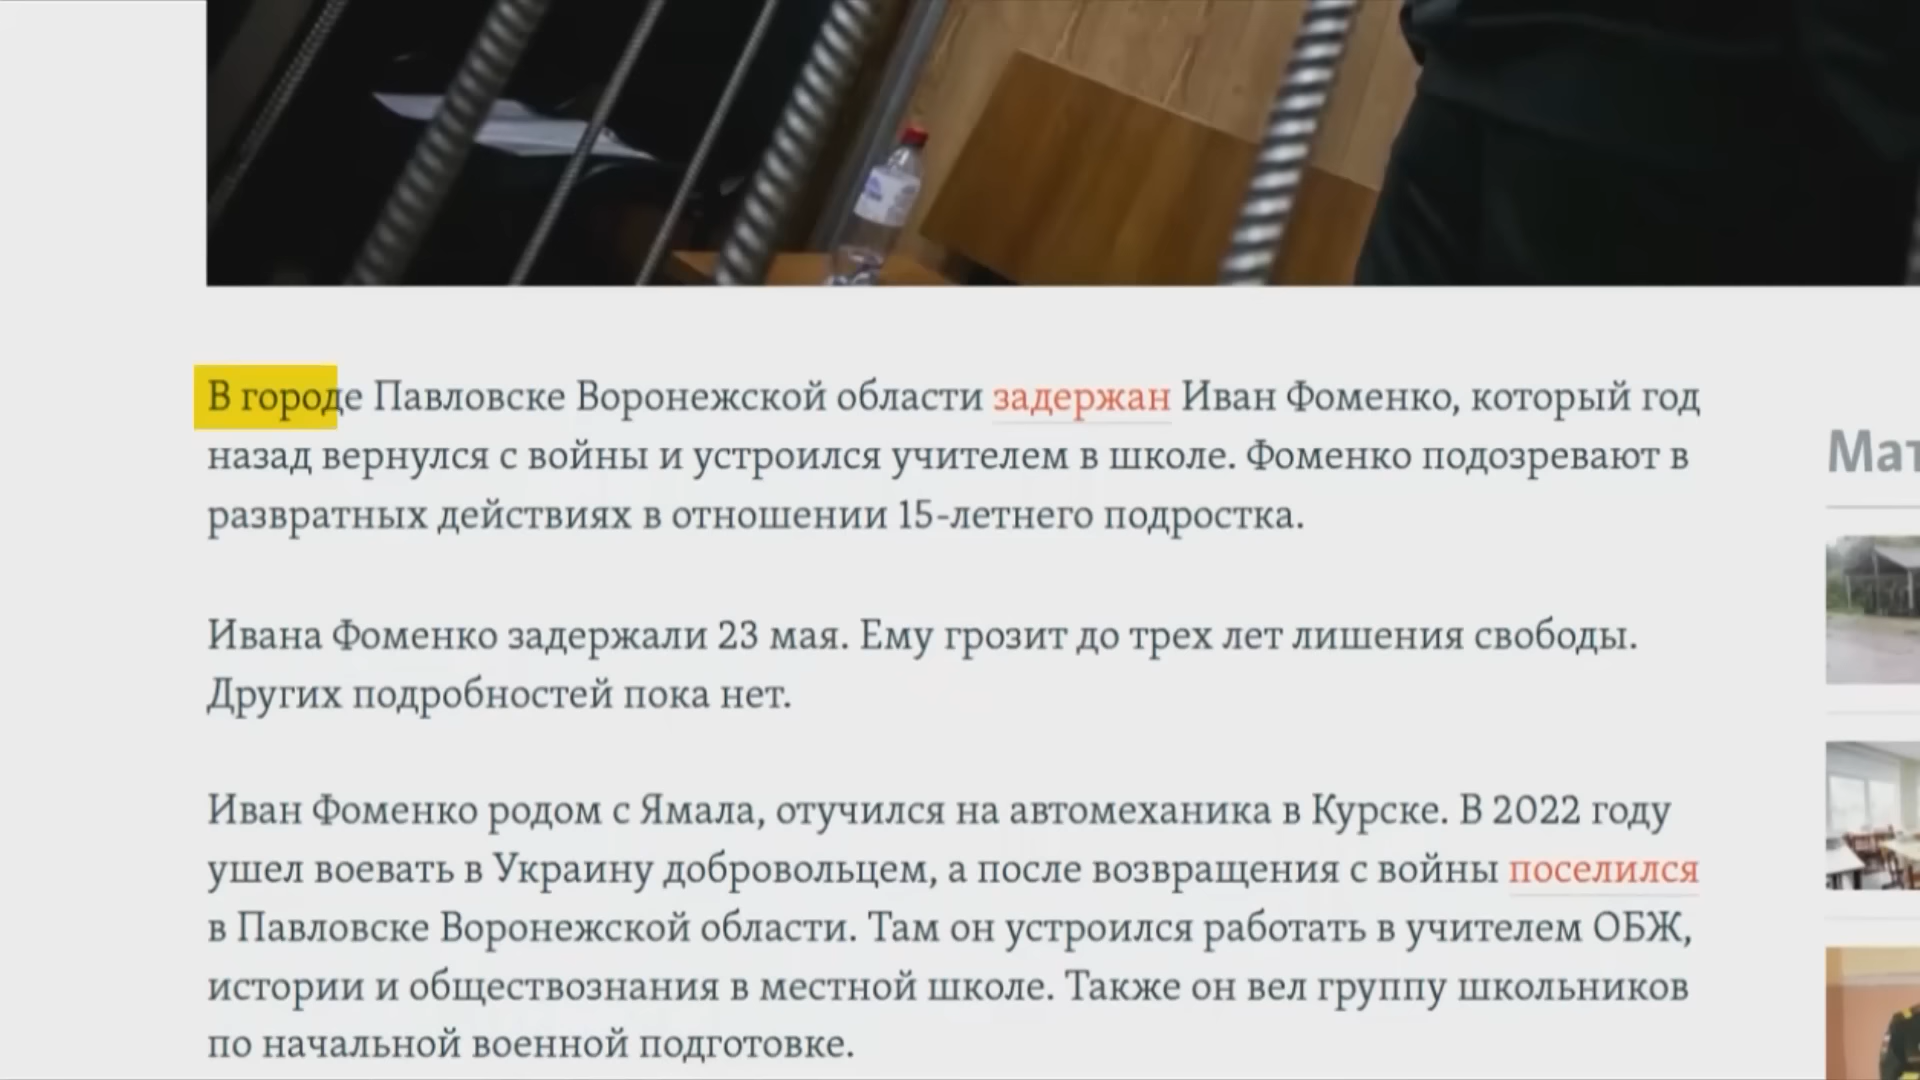 В городе Павловске Воронежской области задержан Иван Фоменко, который год
назад вернулся с войны и устроился учителем в школе. Фоменко подозревают в
развратных действиях в отношении 15-летнего подростка.
Ивана Фоменко задержали 23 мая. Ему грозит до трех лет лишения свободы.
Других подробностей пока нет.
Иван Фоменко родом с Ямала, отучился на автомеханика в Курске. В 2022 году
ушел воевать в Украину добровольцем, а после возвращения с войны поселился
в Павловске Воронежской области. Там он устроился работать в учителем ОБЖ,
истории и обществознания в местной школе. Также он вел группу школьников
по начальной военной подготовке.
Мат